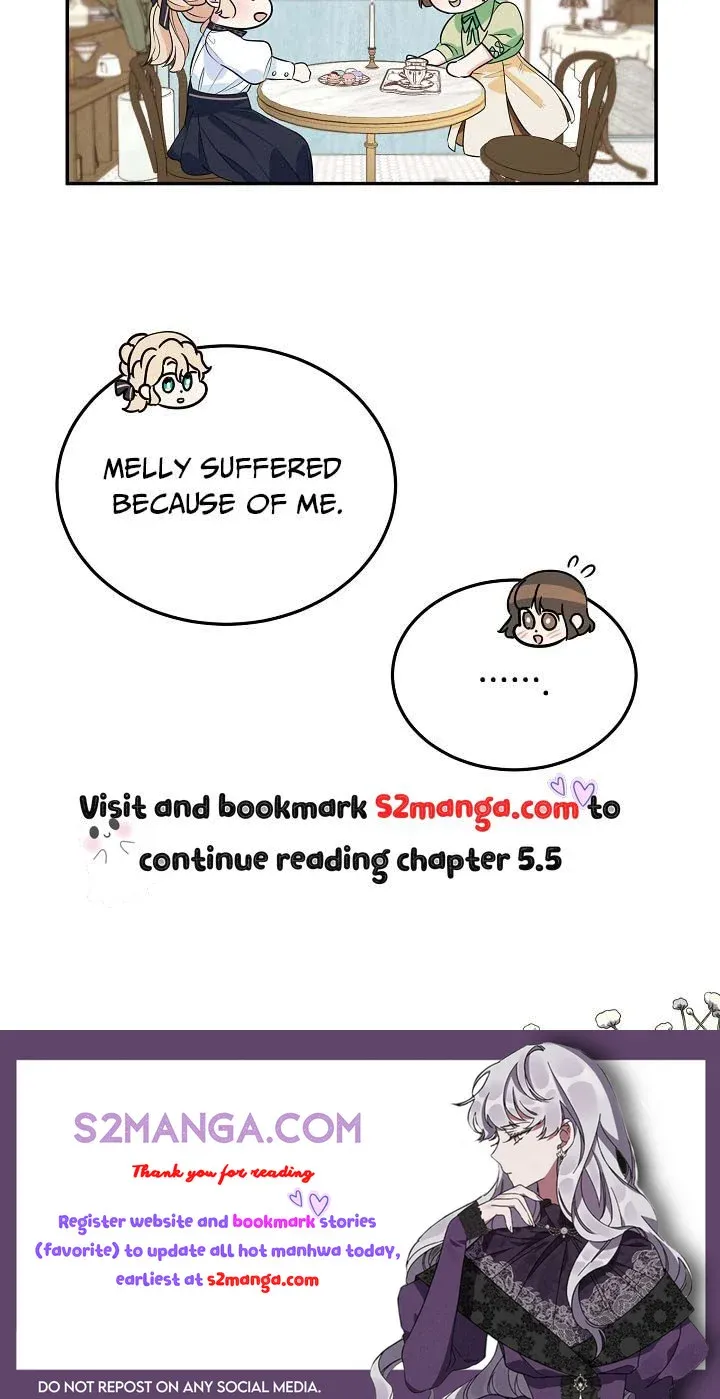 MELLY SUFFERED
BECAUSE OF ME.
.......
Visit and bookmark S2manga.com to
continue reading chapter 5.5
S2MANGA.COM
Thank you for reading
Register website and bookmark stories
(favorite) to update all hot manhwa today,
earliest at s2manga.com
DO NOT REPOST ON ANY SOCIAL MEDIA.